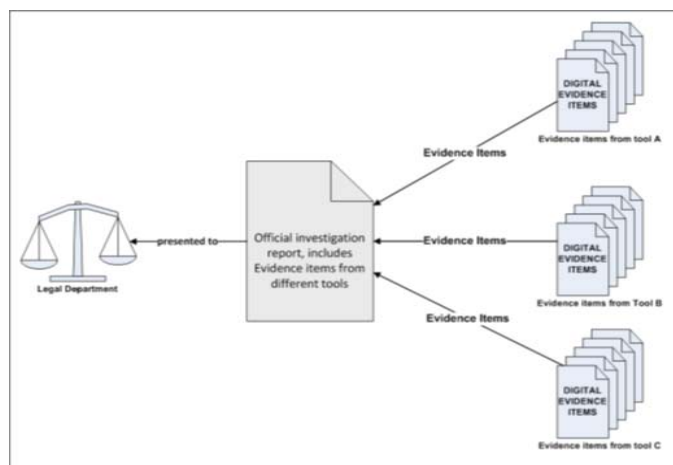 DIGITAL
EVIDENCE
ITEMS
Evidence items from tool A
Evidence Items
Official investigation
report, includes
Evidence items from
different tools
presented to
Legal Department
Evidence Items
DIGITAL
EVIDENCE
ITEMS
Evidence items from Tool B
Evidence Items
DIGITAL
EVIDENCE
ITEMS
Evidence items from tool C